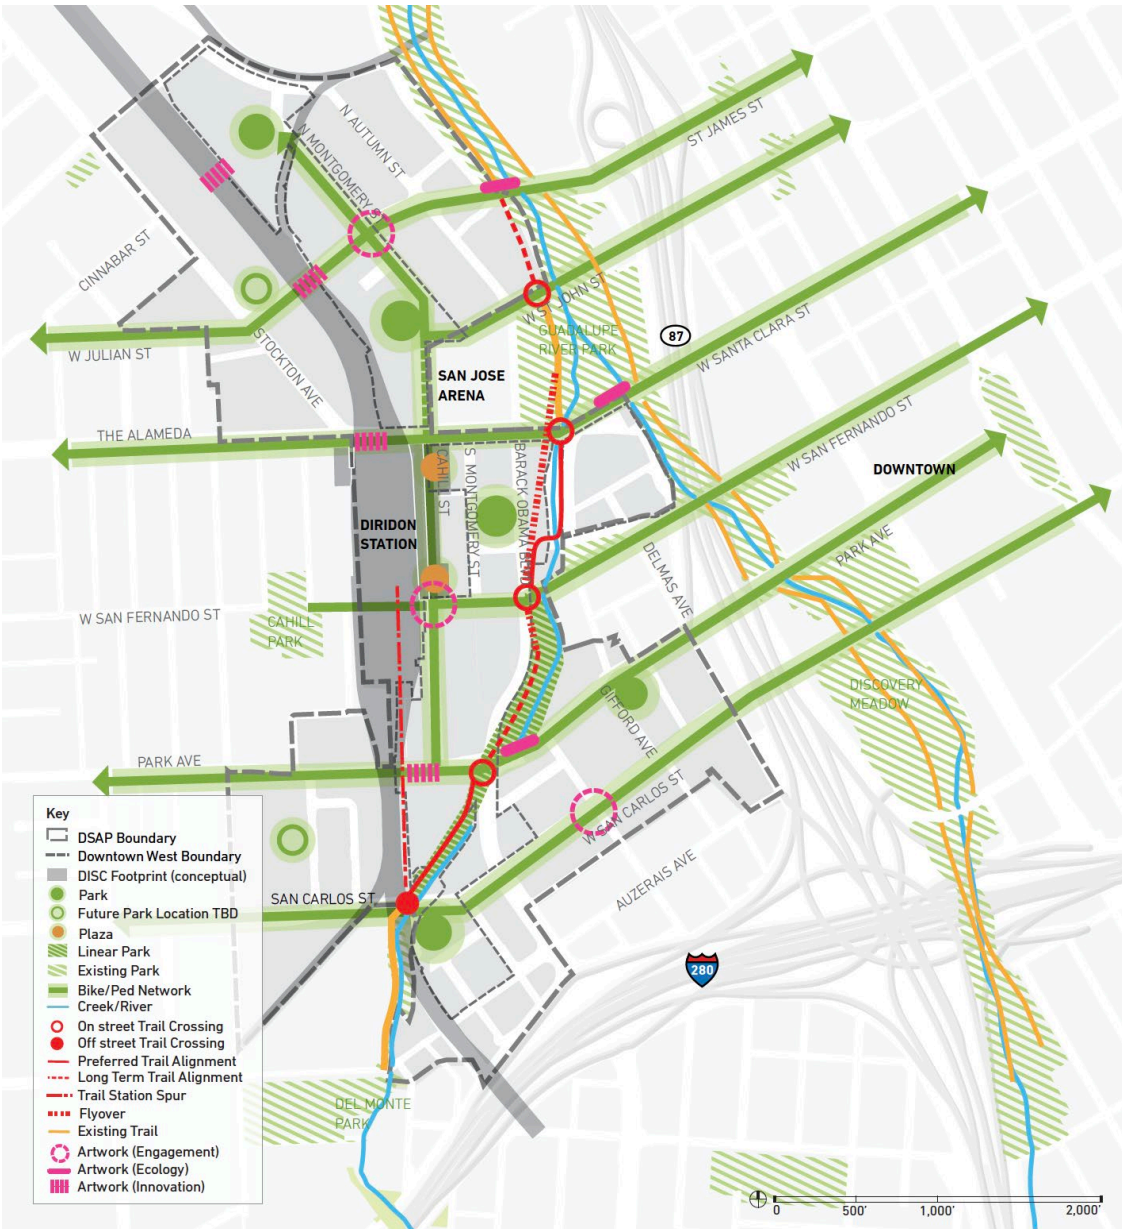 ST JAMES ST
N AUTUMN ST
N MONTGOMERY ST
CINNABAR ST
W ST JOHN ST
GUADALUPE
RIVER PARK
87
W SANTA CLARA ST
W JULIAN ST
STOCKTON AVE
SAN JOSE
ARENA
THE ALAMEDA
CAHILL ST
S MONTGOMERY ST
BARACK OBAMA BLVD
W SAN FERNANDO ST
DOWNTOWN
DIRIDON
STATION
PARK AVE
DELMAS AVE
W SAN FERNANDO ST
CAHILL
PARK
DISCOVERY
MEADOW
GIFFORD AVE
PARK AVE
W SAN CARLOS ST
AUZERAIS AVE
SAN CARLOS ST
280
DEL MONTE
PARK
Key
DSAP Boundary
Downtown West Boundary
DISC Footprint (conceptual)
Park
Future Park Location TBD
Plaza
Linear Park
Existing Park
Bike/Ped Network
Creek/River
On street Trail Crossing
Off street Trail Crossing
Preferred Trail Alignment
Long Term Trail Alignment
Trail Station Spur
Flyover
Existing Trail
Artwork (Engagement)
Artwork (Ecology)
Artwork (Innovation)
0 500' 1,000' 2,000'